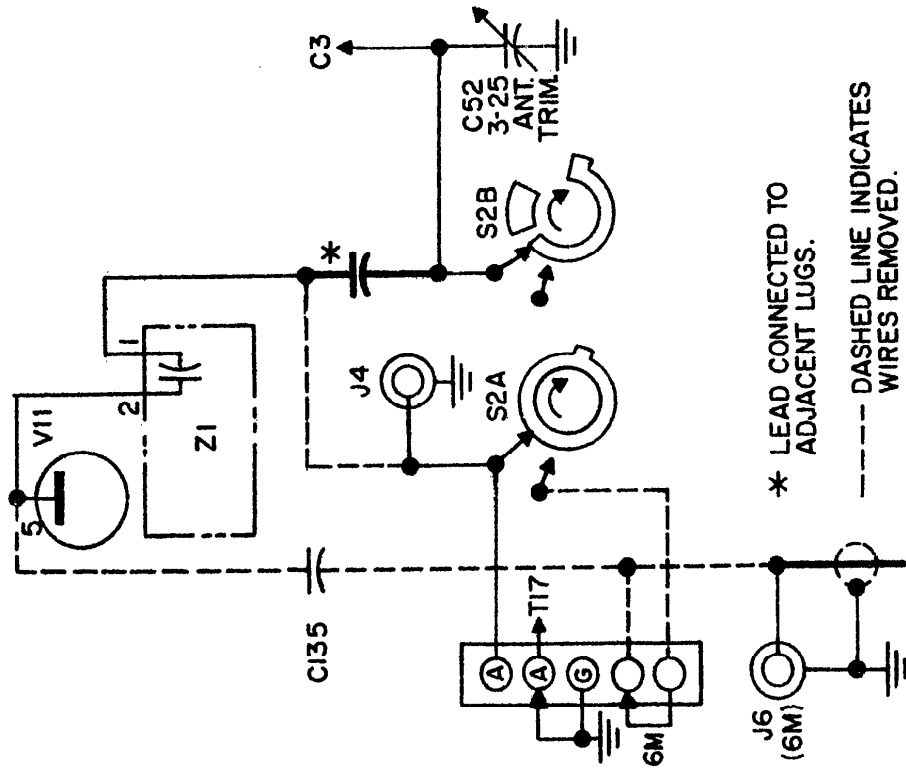 C3
C52
3-25
ANT.
TRIM.
S2B
*
1
2
Z1
V11
5
J4
S2A
C135
T17
A
A
G
6M
J6
(6M)
* LEAD CONNECTED TO
ADJACENT LUGS.
--- DASHED LINE INDICATES
WIRES REMOVED.